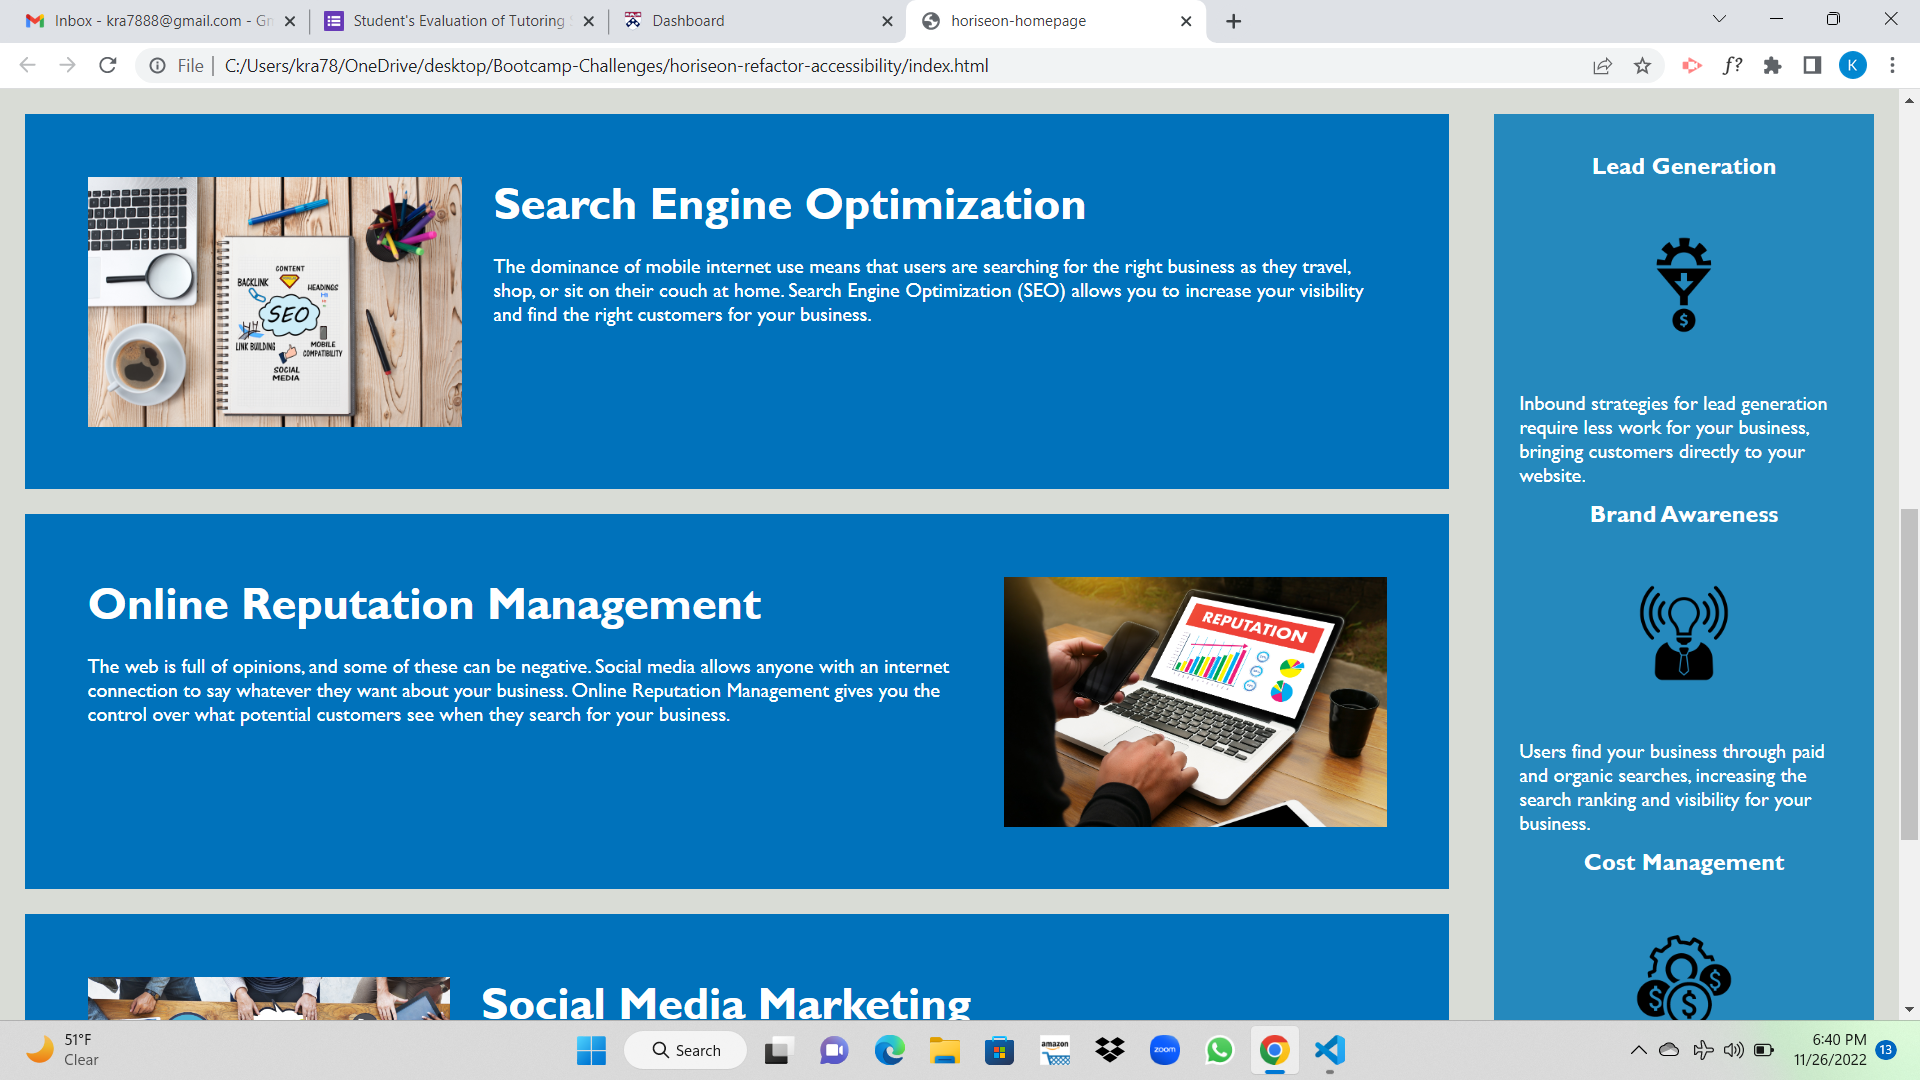 Inbox - kra7888@gmail.com - Gm
Student's Evaluation of Tutoring
Dashboard
horiseon-homepage
File
C:/Users/kra78/OneDrive/desktop/Bootcamp-Challenges/horiseon-refactor-accessibility/index.html
f?
K
CONTENT
BACKLINK
HEADINGS
SEO
LINK BUILDING
MOBILE
COMPATIBILITY
SOCIAL
MEDIA
Search Engine Optimization
The dominance of mobile internet use means that users are searching for the right business as they travel,
shop, or sit on their couch at home. Search Engine Optimization (SEO) allows you to increase your visibility
and find the right customers for your business.
Online Reputation Management
The web is full of opinions, and some of these can be negative. Social media allows anyone with an internet
connection to say whatever they want about your business. Online Reputation Management gives you the
control over what potential customers see when they search for your business.
REPUTATION
Social Media Marketing
Lead Generation
$
Inbound strategies for lead generation
require less work for your business,
bringing customers directly to your
website.
Brand Awareness
Users find your business through paid
and organic searches, increasing the
search ranking and visibility for your
business.
Cost Management
$
$
$
51°F
Clear
Search
amazon
zoom
6:40 PM
11/26/2022
13